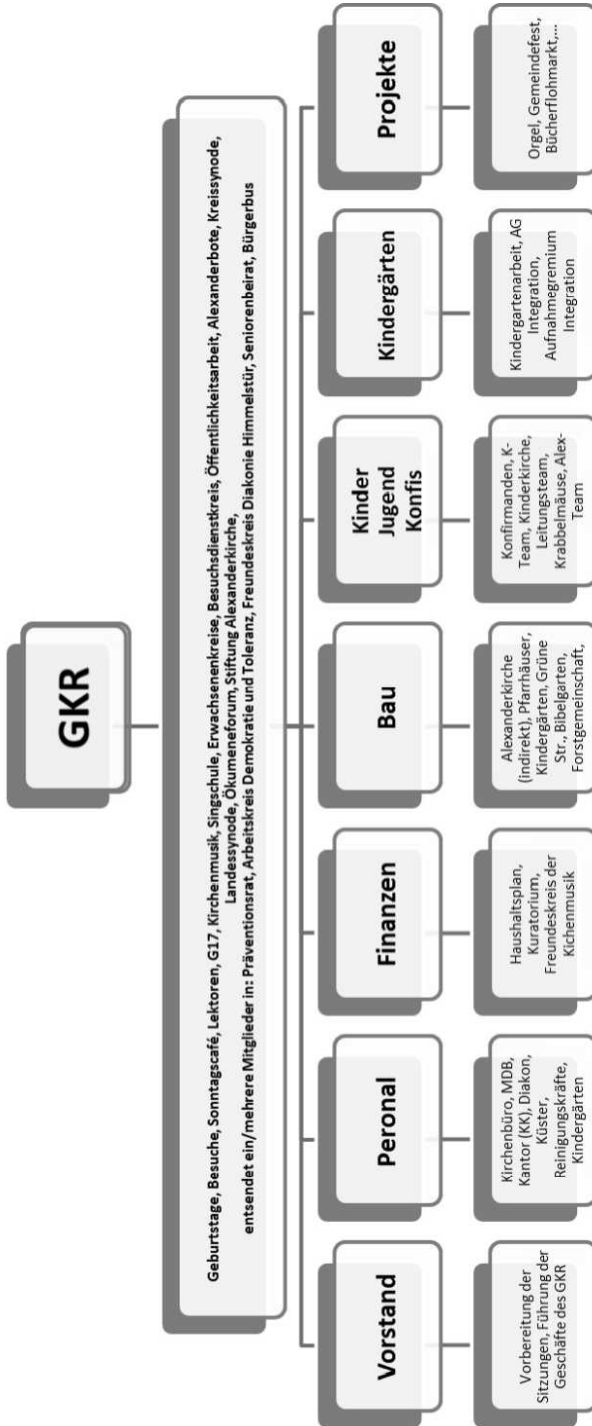 GKR
Geburtstage, Besuche, Sonntagscafé, Lektoren, G17, Kirchenmusik, Singschule, Erwachsenenkreise, Besuchsdienstkreis, Öffentlichkeitsarbeit, Alexanderbote, Kreissynode,
Landessynode, Ökumeneforum, Stiftung Alexanderkirche,
entsendet ein/mehrere Mitglieder in: Präventionsrat, Arbeitskreis Demokratie und Toleranz, Freundeskreis Diakonie Himmelstür, Seniorenbeirat, Bürgerbus
Vorstand
Vorbereitung der
Sitzungen, Führung der
Geschäfte des GKR
Peronal
Kirchenbüro, MDB,
Kantor (KK), Diakon,
Küster,
Reinigungskräfte,
Kindergärten
Finanzen
Haushaltsplan,
Kuratorium,
Freundeskreis der
Kichenmusik
Bau
Alexanderkirche
(indirekt), Pfarrhäuser,
Kindergärten, Grüne
Str., Bibelgarten,
Forstgemeinschaft,
Kinder
Jugend
Konfis
Konfirmanden, K-
Team, Kinderkirche,
Leitungsteam,
Krabbelmäuse, Alex-
Team
Kindergärten
Kindergartenarbeit, AG
Integration,
Aufnahmegremium
Integration
Projekte
Orgel, Gemeindefest,
Bücherflohmarkt,...